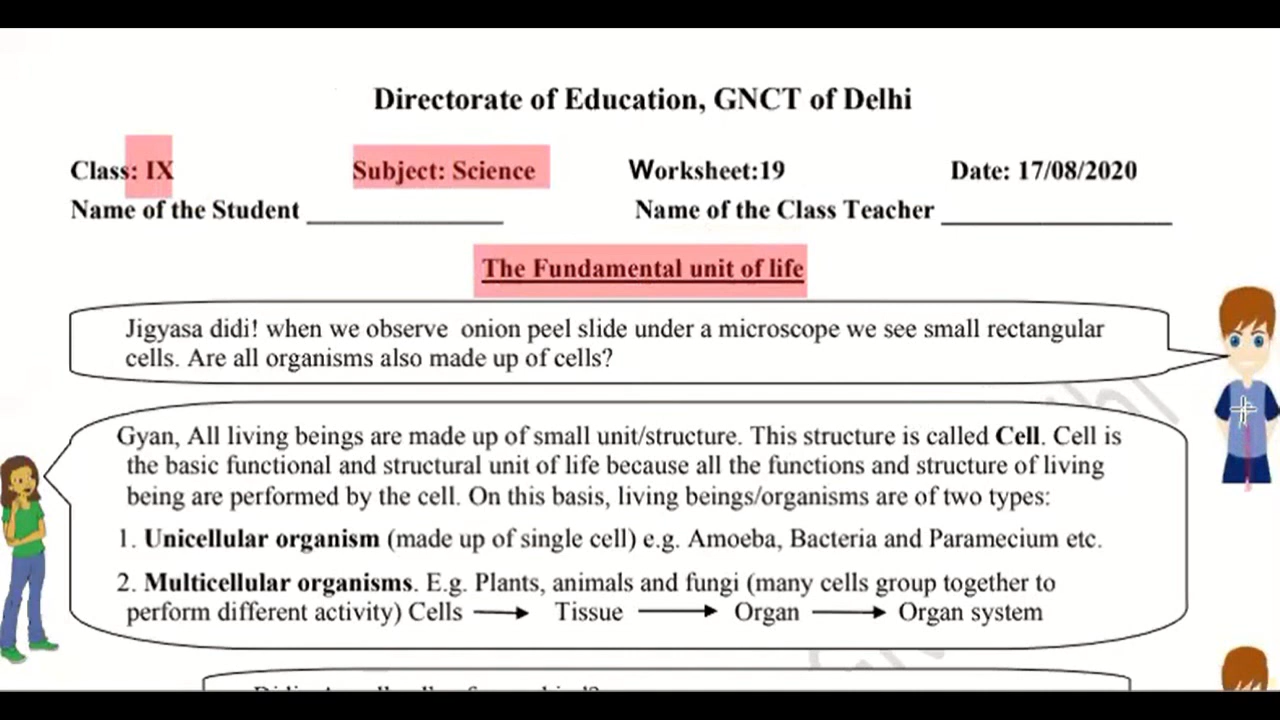 Directorate of Education, GNCT of Delhi
Class: IX Subject: Science Worksheet:19 Date: 17/08/2020
Name of the Student ______________ Name of the Class Teacher ________________
The Fundamental unit of life
Jigyasa didi! when we observe onion peel slide under a microscope we see small rectangular
cells. Are all organisms also made up of cells?
Gyan, All living beings are made up of small unit/structure. This structure is called Cell. Cell is
the basic functional and structural unit of life because all the functions and structure of living
being are performed by the cell. On this basis, living beings/organisms are of two types:
1. Unicellular organism (made up of single cell) e.g. Amoeba, Bacteria and Paramecium etc.
2. Multicellular organisms. E.g. Plants, animals and fungi (many cells group together to
perform different activity) Cells → Tissue → Organ → Organ system